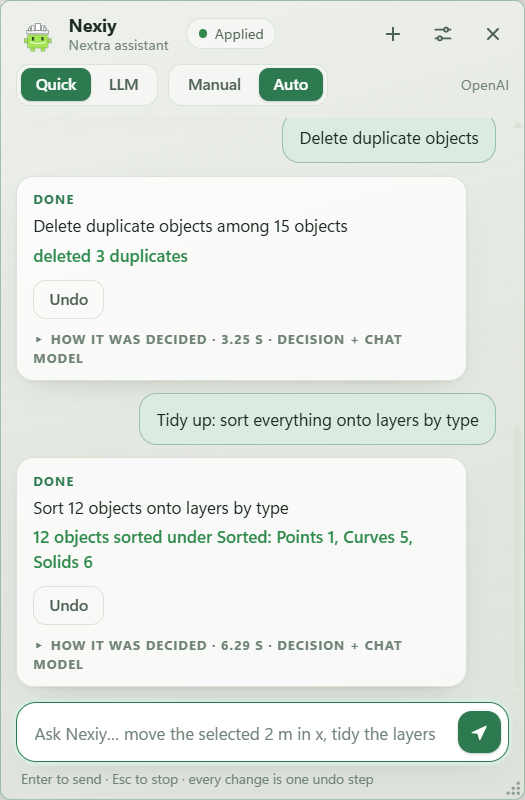 Nexiy
Nextra assistant
Applied
Quick
LLM
Manual
Auto
OpenAI
Delete duplicate objects
DONE
Delete duplicate objects among 15 objects
deleted 3 duplicates
Undo
HOW IT WAS DECIDED · 3.25 S · DECISION + CHAT
MODEL
Tidy up: sort everything onto layers by type
DONE
Sort 12 objects onto layers by type
12 objects sorted under Sorted: Points 1, Curves 5,
Solids 6
Undo
HOW IT WAS DECIDED · 6.29 S · DECISION + CHAT
MODEL
Ask Nexiy... move the selected 2 m in x, tidy the layers
Enter to send · Esc to stop · every change is one undo step